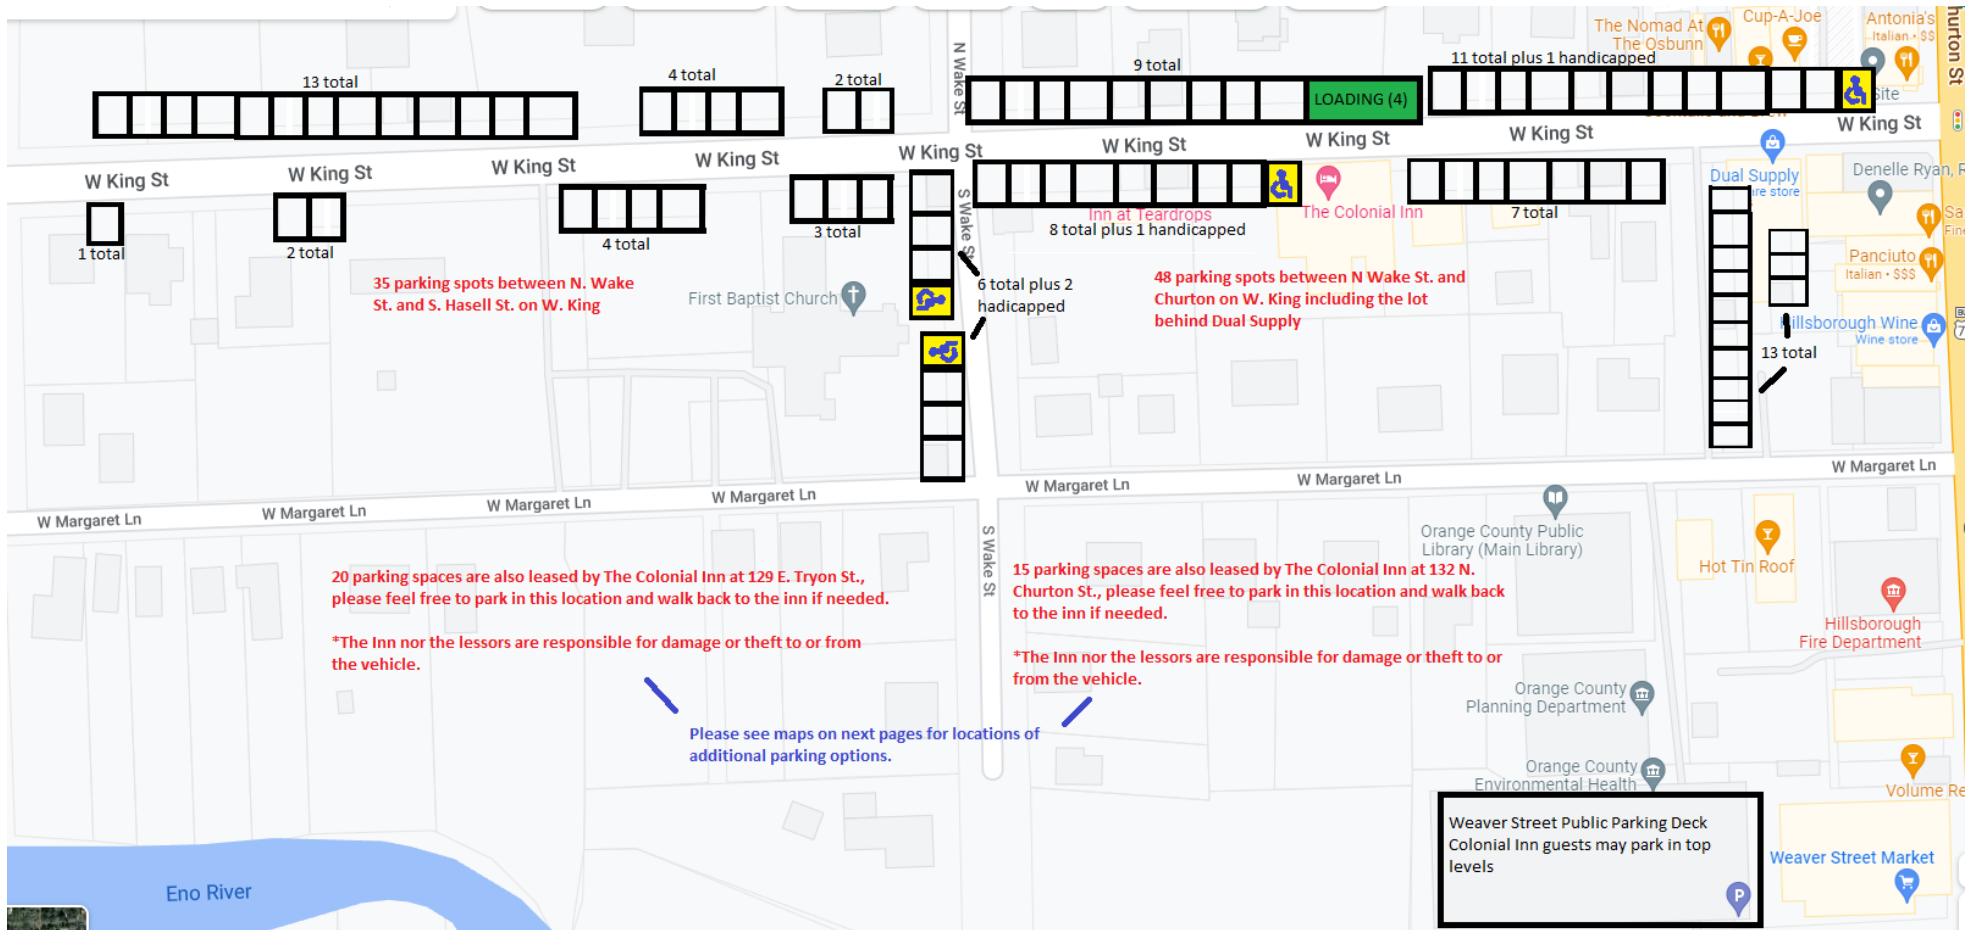 The Nomad At
The Osbunn
Cup-A-Joe
Antonia's
Italian • $$
hurton St
N Wake St
13 total
4 total
2 total
9 total
11 total plus 1 handicapped
LOADING (4)
site
W King St
W King St
W King St
W King St
W King St
W King St
W King St
W King St
W King St
1 total
2 total
4 total
3 total
S Wake St
Inn at Teardrops
8 total plus 1 handicapped
The Colonial Inn
7 total
Dual Supply
re store
Denelle Ryan, R
Sa
Fine
Panciuto
Italian • $$$
35 parking spots between N. Wake
St. and S. Hasell St. on W. King
First Baptist Church
6 total plus 2
hadicapped
48 parking spots between N Wake St. and
Churton on W. King including the lot
behind Dual Supply
Hillsborough Wine
Wine store
13 total
W Margaret Ln
W Margaret Ln
W Margaret Ln
W Margaret Ln
W Margaret Ln
W Margaret Ln
W Margaret Ln
S Wake St
Orange County Public
Library (Main Library)
Hot Tin Roof
20 parking spaces are also leased by The Colonial Inn at 129 E. Tryon St.,
please feel free to park in this location and walk back to the inn if needed.
*The Inn nor the lessors are responsible for damage or theft to or from
the vehicle.
15 parking spaces are also leased by The Colonial Inn at 132 N.
Churton St., please feel free to park in this location and walk back
to the inn if needed.
*The Inn nor the lessors are responsible for damage or theft to or
from the vehicle.
Hillsborough
Fire Department
Orange County
Planning Department
Please see maps on next pages for locations of
additional parking options.
Orange County
Environmental Health
Volume Re
Weaver Street Public Parking Deck
Colonial Inn guests may park in top
levels
P
Weaver Street Market
Eno River